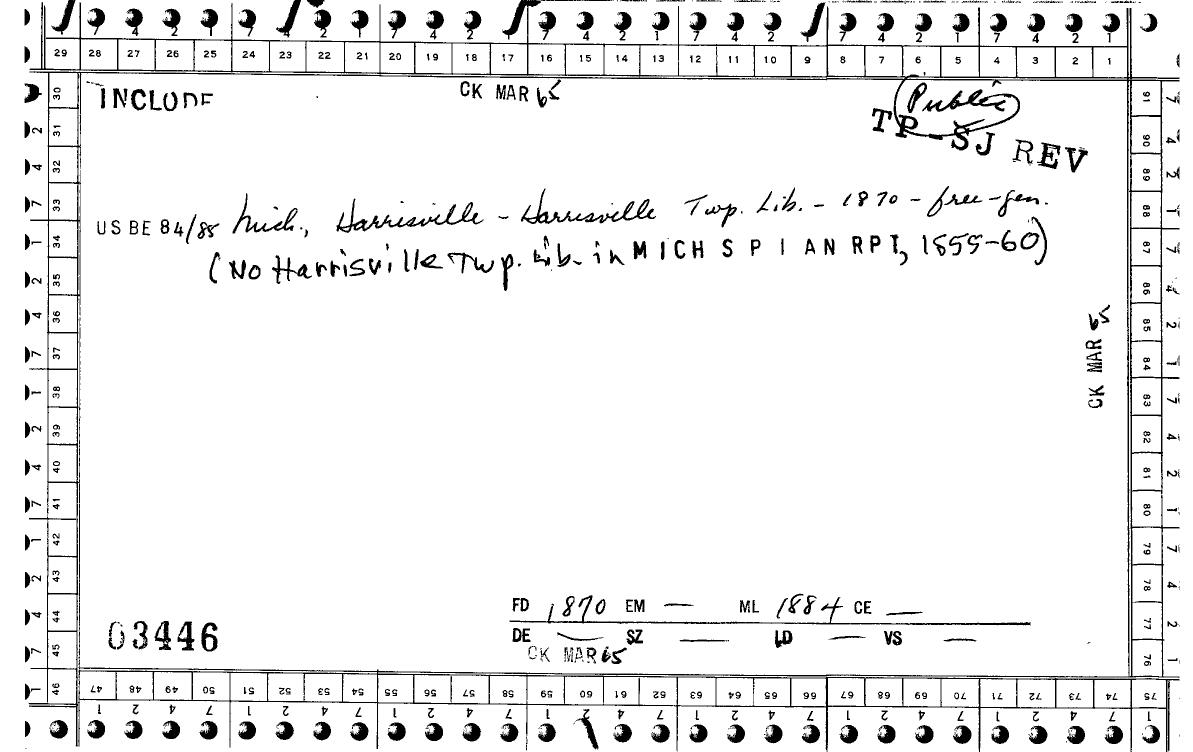 7 4 2 1 7 4 2 1 7 4 2 7 4 2 1 7 4 2 1 7 4 2 1 7 4 2 1
29 28 27 26 25 24 23 22 21 20 19 18 17 16 15 14 13 12 11 10 9 8 7 6 5 4 3 2 1
INCLUDE
CK MAR 65
Public
TP-SJ REV
US BE 84/85 Mich., Harrisville - Harrisville Twp. Lib. - 1870 - free-gen.
(No Harrisville Twp. Lib. in MICH S P I AN RPT, 1859-60)
CK MAR 65
FD 1870 EM — ML 1884 CE —
DE — SZ — LD — VS —
CK MAR 65
03446
30 31 32 33 34 35 36 37 38 39 40 41 42 43 44 45 46
91 90 89 88 87 86 85 84 83 82 81 80 79 78 77 76 75
47 48 49 50 51 52 53 54 55 56 57 58 59 60 61 62 63 64 65 66 67 68 69 70 71 72 73 74 75
1 2 4 7 1 2 4 7 1 2 4 7 1 2 4 7 1 2 4 7 1 2 4 7 1 2 4 7 1